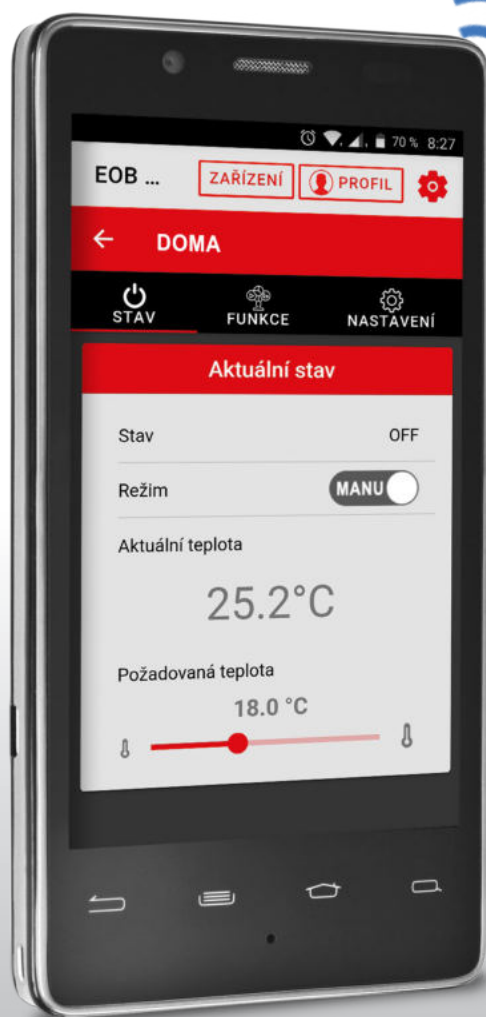 70 % 8:27
EOB ... ZAŘÍZENÍ PROFIL
DOMA
STAV FUNKCE NASTAVENÍ
Aktuální stav
Stav OFF
Režim MANU
Aktuální teplota
25.2°C
Požadovaná teplota
18.0 °C